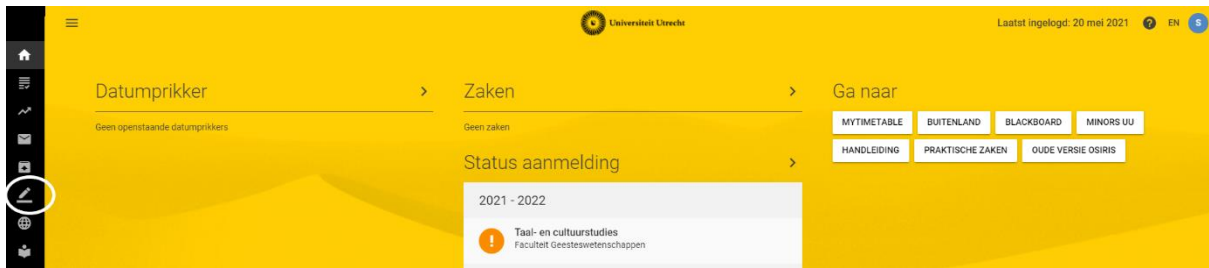 Universiteit Utrecht
Laatst ingelogd: 20 mei 2021 ? EN S
Datumprikker
Geen openstaande datumprikkers
Zaken
Geen zaken
Status aanmelding
2021 - 2022
! Taal- en cultuurstudies
Faculteit Geesteswetenschappen
Ga naar
MYTIMETABLE BUITENLAND BLACKBOARD MINORS UU
HANDLEIDING PRAKTISCHE ZAKEN OUDE VERSIE OSIRIS